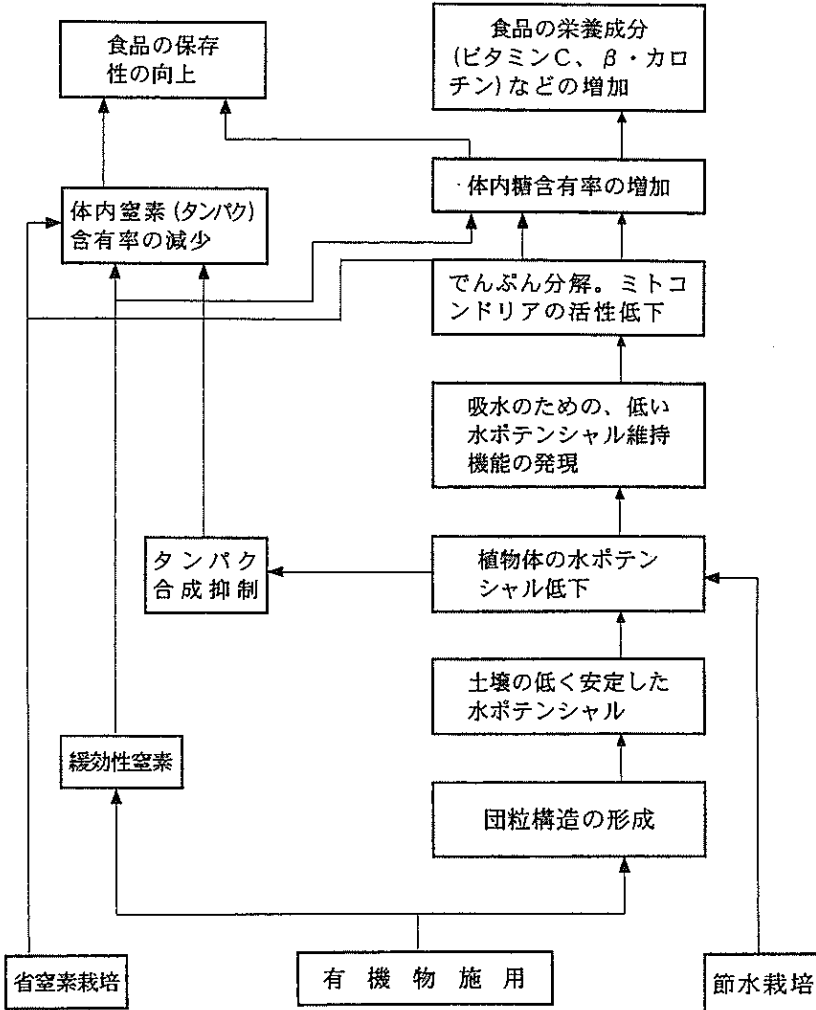 食品の保存
性の向上
食品の栄養成分
(ビタミンC、β・カロ
チン)などの増加
体内糖含有率の増加
体内窒素(タンパク)
含有率の減少
でんぷん分解。ミトコ
ンドリアの活性低下
吸水のための、低い
水ポテンシャル維持
機能の発現
タンパク
合成抑制
植物体の水ポテン
シャル低下
土壌の低く安定した
水ポテンシャル
緩効性窒素
団粒構造の形成
省窒素栽培
有機物施用
節水栽培